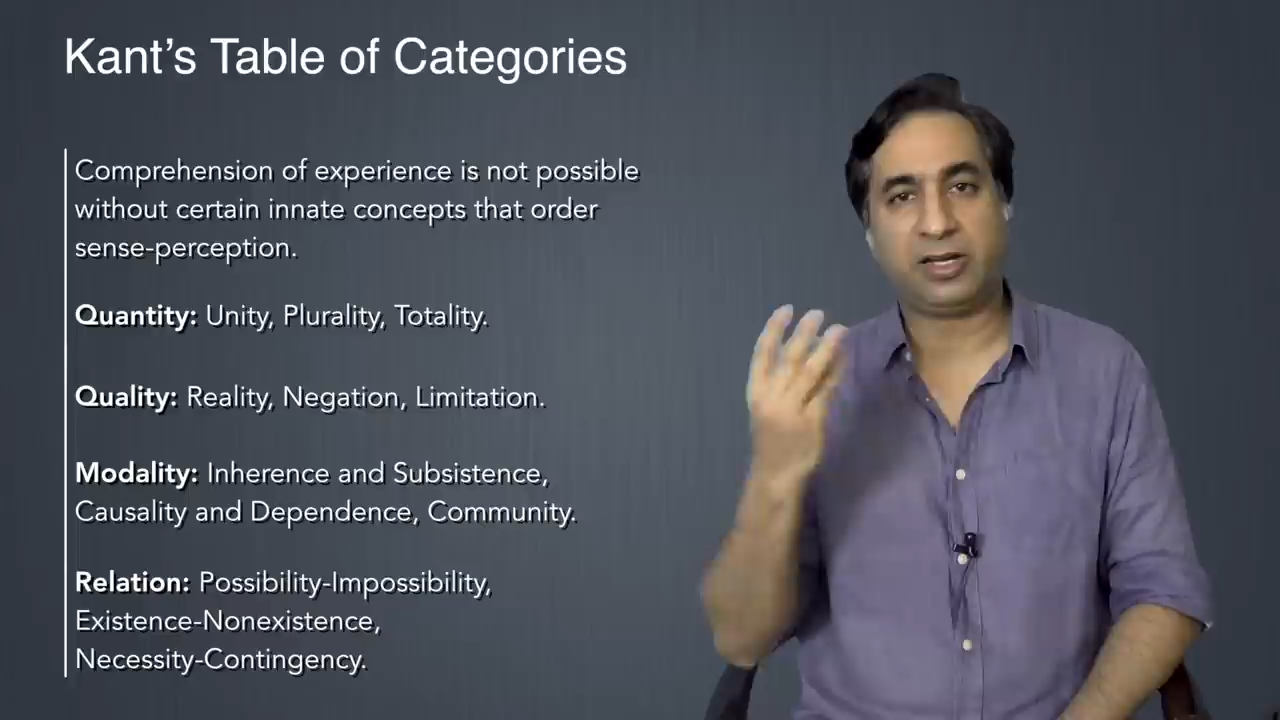 Kant’s Table of Categories
Comprehension of experience is not possible
without certain innate concepts that order
sense-perception.
Quantity: Unity, Plurality, Totality.
Quality: Reality, Negation, Limitation.
Modality: Inherence and Subsistence,
Causality and Dependence, Community.
Relation: Possibility-Impossibility,
Existence-Nonexistence,
Necessity-Contingency.